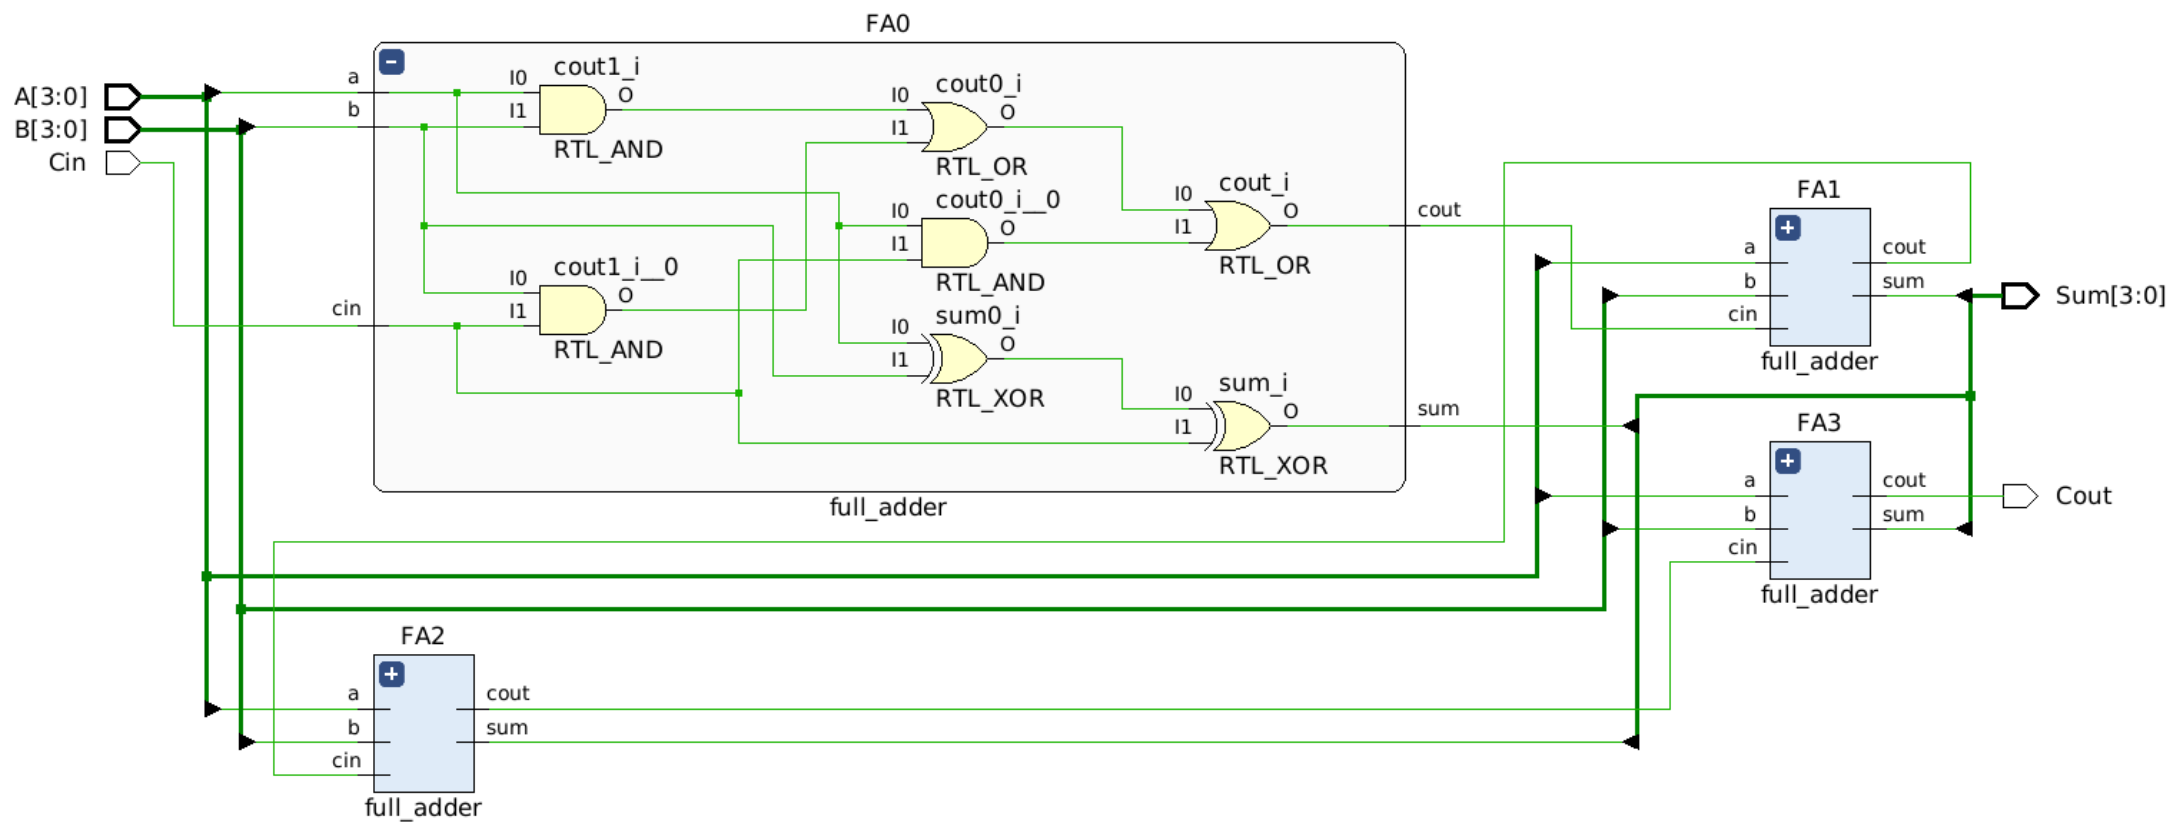 FA0
A[3:0]
B[3:0]
Cin
a
b
cin
I0
I1
cout1_i
O
RTL_AND
I0
I1
cout1_i__0
O
RTL_AND
I0
I1
cout0_i
O
RTL_OR
I0
I1
cout0_i__0
O
RTL_AND
I0
I1
sum0_i
O
RTL_XOR
I0
I1
cout_i
O
RTL_OR
I0
I1
sum_i
O
RTL_XOR
cout
sum
full_adder
FA1
a
b
cin
cout
sum
full_adder
Sum[3:0]
FA3
a
b
cin
cout
sum
full_adder
Cout
FA2
a
b
cin
cout
sum
full_adder